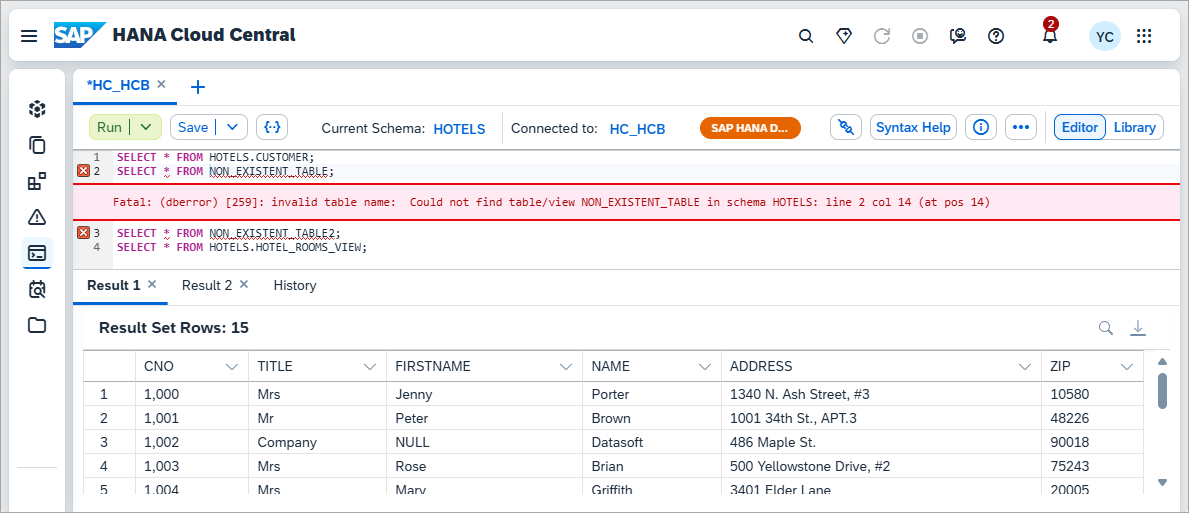 SAP HANA Cloud Central 2 YC
*HC_HCB × +
Run Save {··} Current Schema: HOTELS Connected to: HC_HCB SAP HANA D... Syntax Help ••• Editor Library
1 SELECT * FROM HOTELS.CUSTOMER;
2 SELECT * FROM NON_EXISTENT_TABLE;
Fatal: (dberror) [259]: invalid table name:  Could not find table/view NON_EXISTENT_TABLE in schema HOTELS: line 2 col 14 (at pos 14)
3 SELECT * FROM NON_EXISTENT_TABLE2;
4 SELECT * FROM HOTELS.HOTEL_ROOMS_VIEW;
Result 1 × Result 2 × History
Result Set Rows: 15
CNO TITLE FIRSTNAME NAME ADDRESS ZIP
1 1,000 Mrs Jenny Porter 1340 N. Ash Street, #3 10580
2 1,001 Mr Peter Brown 1001 34th St., APT.3 48226
3 1,002 Company NULL Datasoft 486 Maple St. 90018
4 1,003 Mrs Rose Brian 500 Yellowstone Drive, #2 75243
5 1,004 Mrs Mary Griffith 3401 Elder Lane 20005